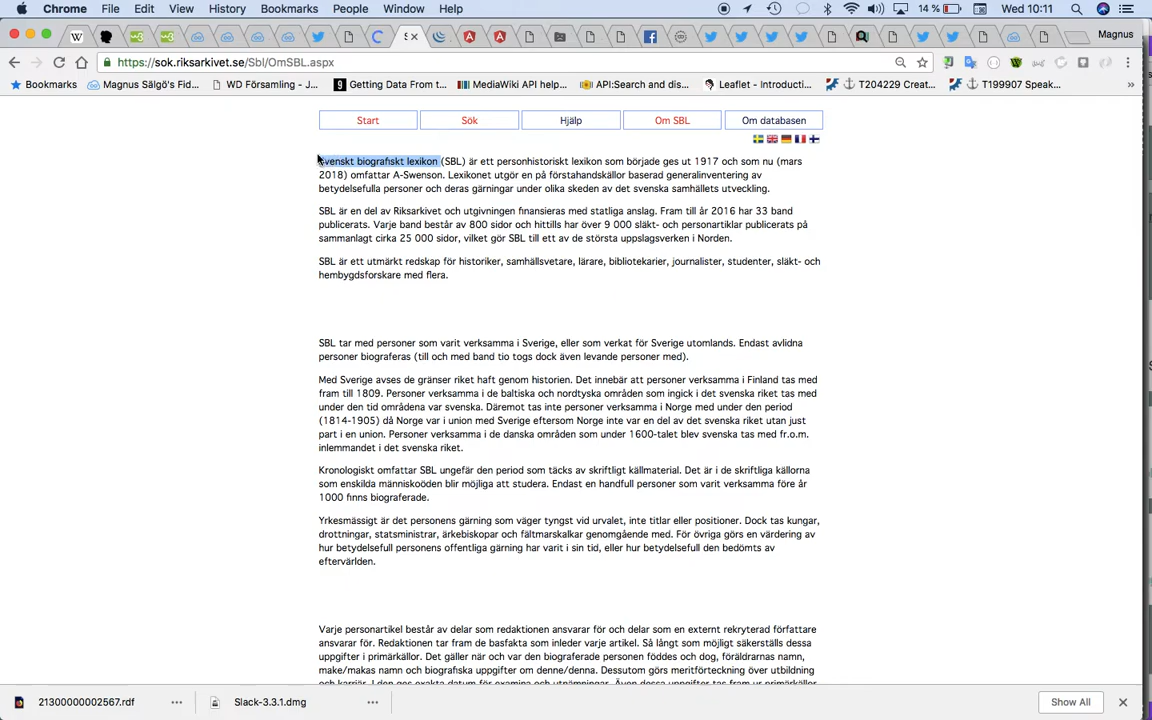 Chrome File Edit View History Bookmarks People Window Help 14 % Wed 10:11
Magnus
https://sok.riksarkivet.se/Sbl/OmSBL.aspx
Bookmarks Magnus Sälgö's Fid... WD Församling - J... Getting Data From t... MediaWiki API help... API:Search and dis... Leaflet - Introducti... T204229 Creat... T199907 Speak... »
Start Sök Hjälp Om SBL Om databasen
Svenskt biografiskt lexikon (SBL) är ett personhistoriskt lexikon som började ges ut 1917 och som nu (mars
2018) omfattar A-Swenson. Lexikonet utgör en på förstahandskällor baserad generalinventering av
betydelsefulla personer och deras gärningar under olika skeden av det svenska samhällets utveckling.
SBL är en del av Riksarkivet och utgivningen finansieras med statliga anslag. Fram till år 2016 har 33 band
publicerats. Varje band består av 800 sidor och hittills har över 9 000 släkt- och personartiklar publicerats på
sammanlagt cirka 25 000 sidor, vilket gör SBL till ett av de största uppslagsverken i Norden.
SBL är ett utmärkt redskap för historiker, samhällsvetare, lärare, bibliotekarier, journalister, studenter, släkt- och
hembygdsforskare med flera.
SBL tar med personer som varit verksamma i Sverige, eller som verkat för Sverige utomlands. Endast avlidna
personer biograferas (till och med band tio togs dock även levande personer med).
Med Sverige avses de gränser riket haft genom historien. Det innebär att personer verksamma i Finland tas med
fram till 1809. Personer verksamma i de baltiska och nordtyska områden som ingick i det svenska riket tas med
under den tid områdena var svenska. Däremot tas inte personer verksamma i Norge med under den period
(1814-1905) då Norge var i union med Sverige eftersom Norge inte var en del av det svenska riket utan just
part i en union. Personer verksamma i de danska områden som under 1600-talet blev svenska tas med fr.o.m.
inlemmandet i det svenska riket.
Kronologiskt omfattar SBL ungefär den period som täcks av skriftligt källmaterial. Det är i de skriftliga källorna
som enskilda människoöden blir möjliga att studera. Endast en handfull personer som varit verksamma före år
1000 finns biograferade.
Yrkesmässigt är det personens gärning som väger tyngst vid urvalet, inte titlar eller positioner. Dock tas kungar,
drottningar, statsministrar, ärkebiskopar och fältmarskalkar genomgående med. För övriga görs en värdering av
hur betydelsefull personens offentliga gärning har varit i sin tid, eller hur betydelsefull den bedömts av
eftervärlden.
Varje personartikel består av delar som redaktionen ansvarar för och delar som en externt rekryterad författare
ansvarar för. Redaktionen tar fram de basfakta som inleder varje artikel. Så långt som möjligt säkerställs dessa
uppgifter i primärkällor. Det gäller när och var den biograferade personen föddes och dog, föräldrarnas namn,
make/makas namn och biografiska uppgifter om denne/denna. Dessutom görs meritförteckning över utbildning
och karriär. I den ges exakta datum för examina och utnämningar. Även dessa uppgifter tas fram ur primärkällor
21300000002567.rdf Slack-3.3.1.dmg Show All